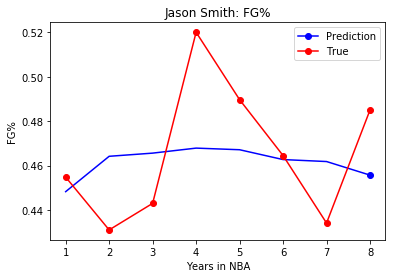 Jason Smith: FG%
Prediction
True
FG%
0.52
0.50
0.48
0.46
0.44
1 2 3 4 5 6 7 8
Years in NBA